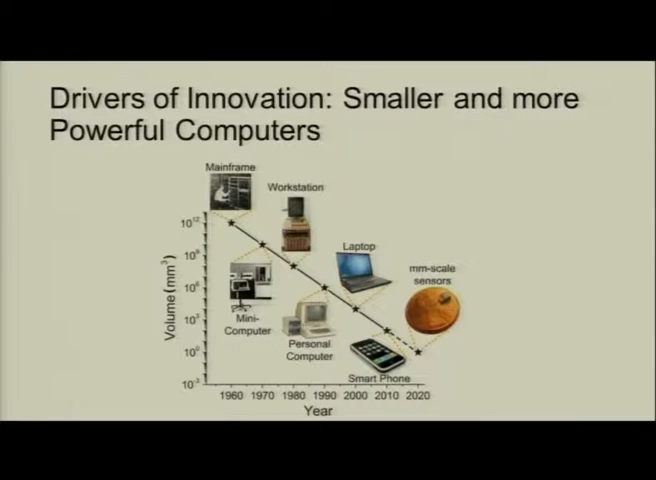 Drivers of Innovation: Smaller and more
Powerful Computers
Mainframe
Workstation
Laptop
mm-scale
sensors
Mini-
Computer
Personal
Computer
Smart Phone
Volume (mm³)
10¹²
10⁹
10⁶
10³
10⁰
10⁻³
1960 1970 1980 1990 2000 2010 2020
Year